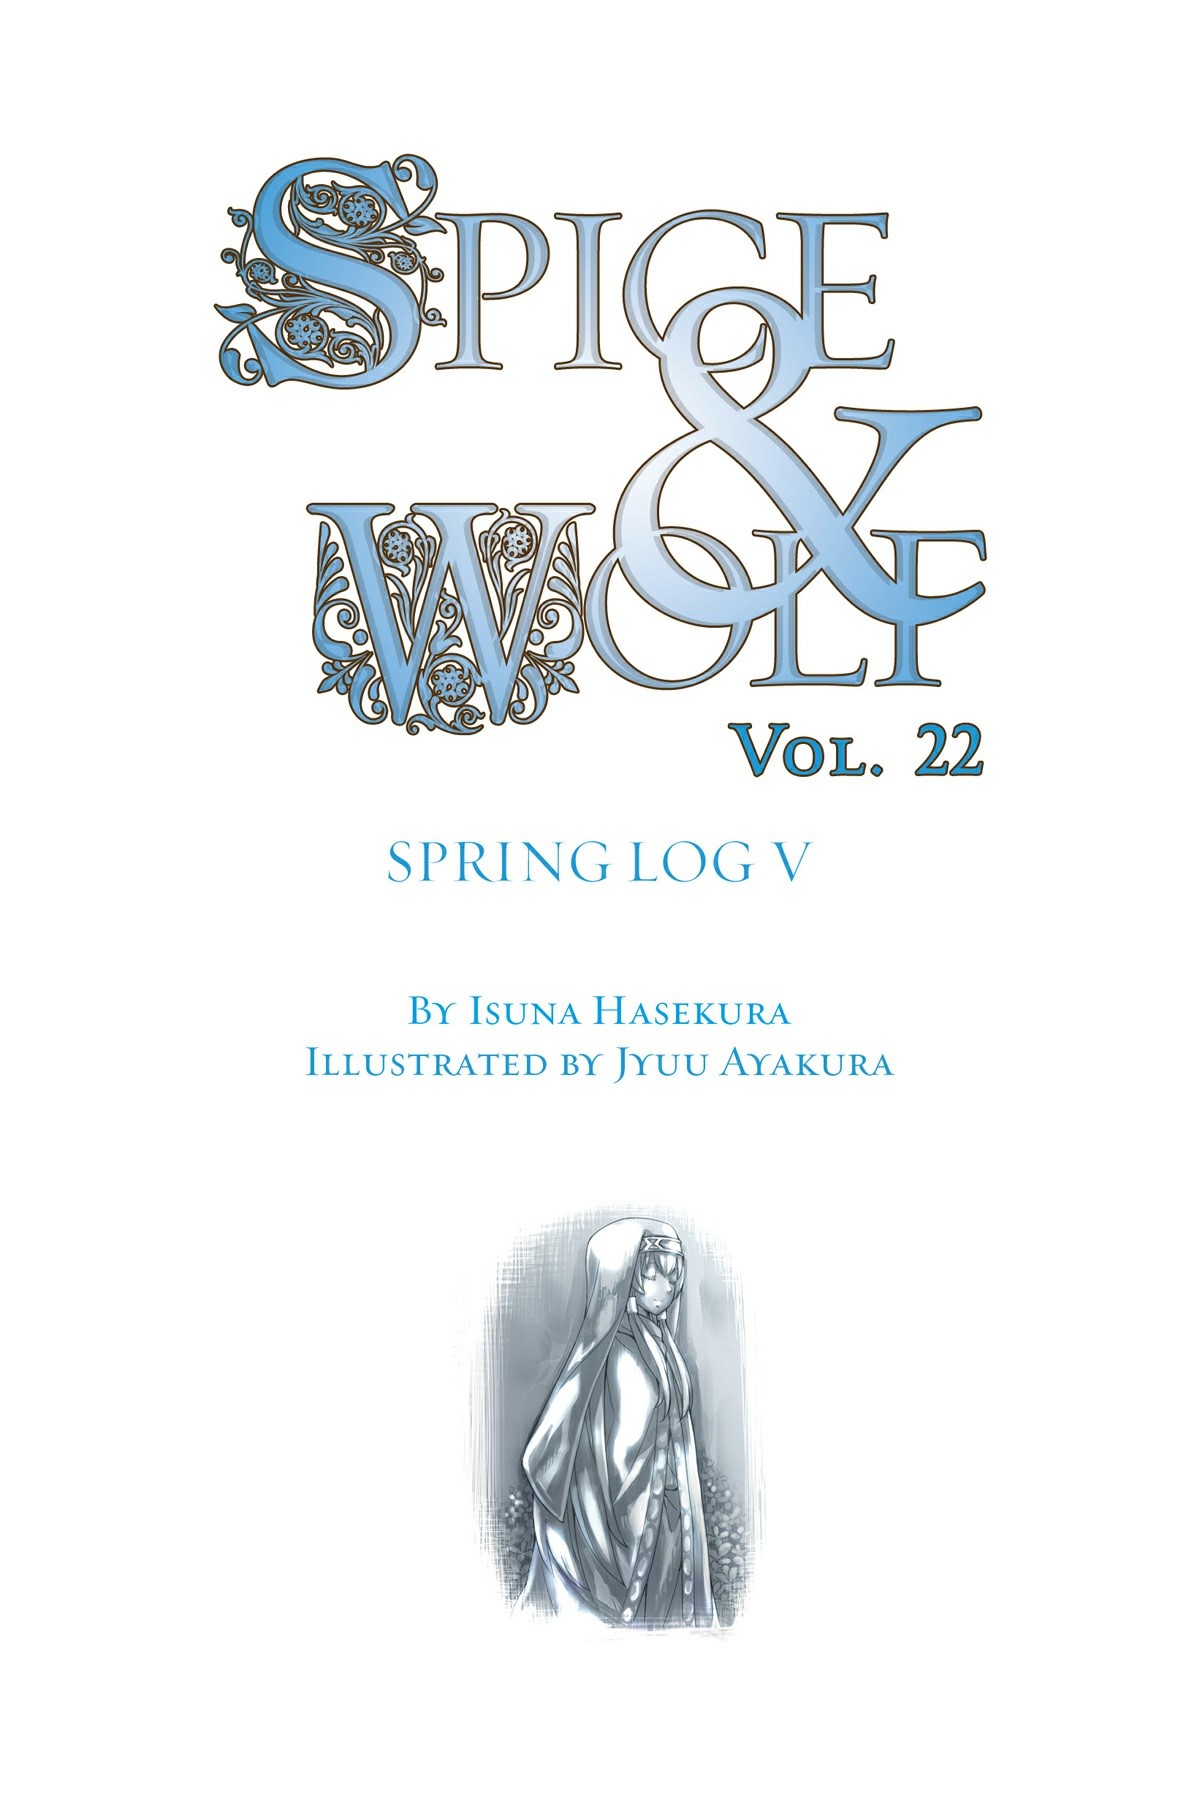 SPICE
&
WOLF
VOL. 22
SPRING LOG V
BY ISUNA HASEKURA
ILLUSTRATED BY JYUU AYAKURA